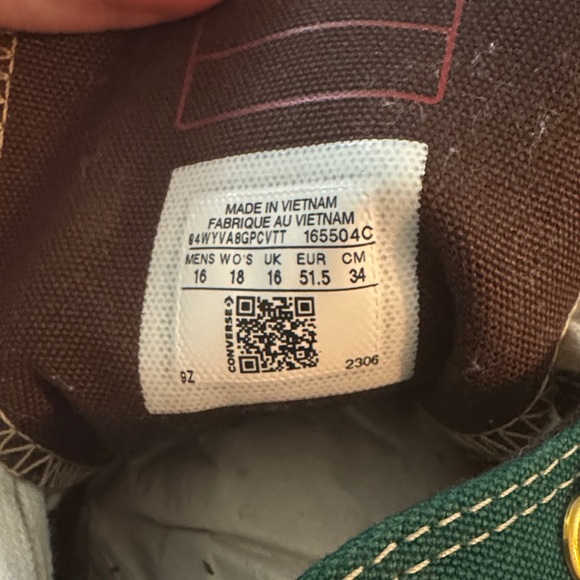 MADE IN VIETNAM
FABRIQUE AU VIETNAM
04WYVA8GPCVTT 165504C
MENS WO'S UK EUR CM
16 18 16 51.5 34
CONVERSE
9Z 2306